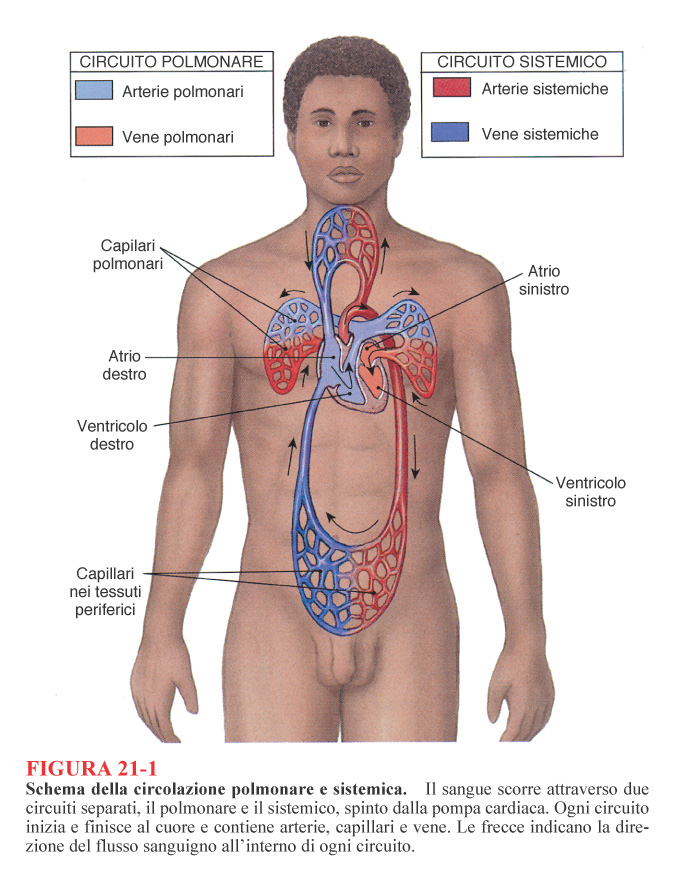 CIRCUITO POLMONARE
Arterie polmonari
Vene polmonari
CIRCUITO SISTEMICO
Arterie sistemiche
Vene sistemiche
Capilari
polmonari
Atrio
sinistro
Atrio
destro
Ventricolo
destro
Ventricolo
sinistro
Capillari
nei tessuti
periferici
FIGURA 21-1
Schema della circolazione polmonare e sistemica. Il sangue scorre attraverso due
circuiti separati, il polmonare e il sistemico, spinto dalla pompa cardiaca. Ogni circuito
inizia e finisce al cuore e contiene arterie, capillari e vene. Le frecce indicano la dire-
zione del flusso sanguigno all'interno di ogni circuito.